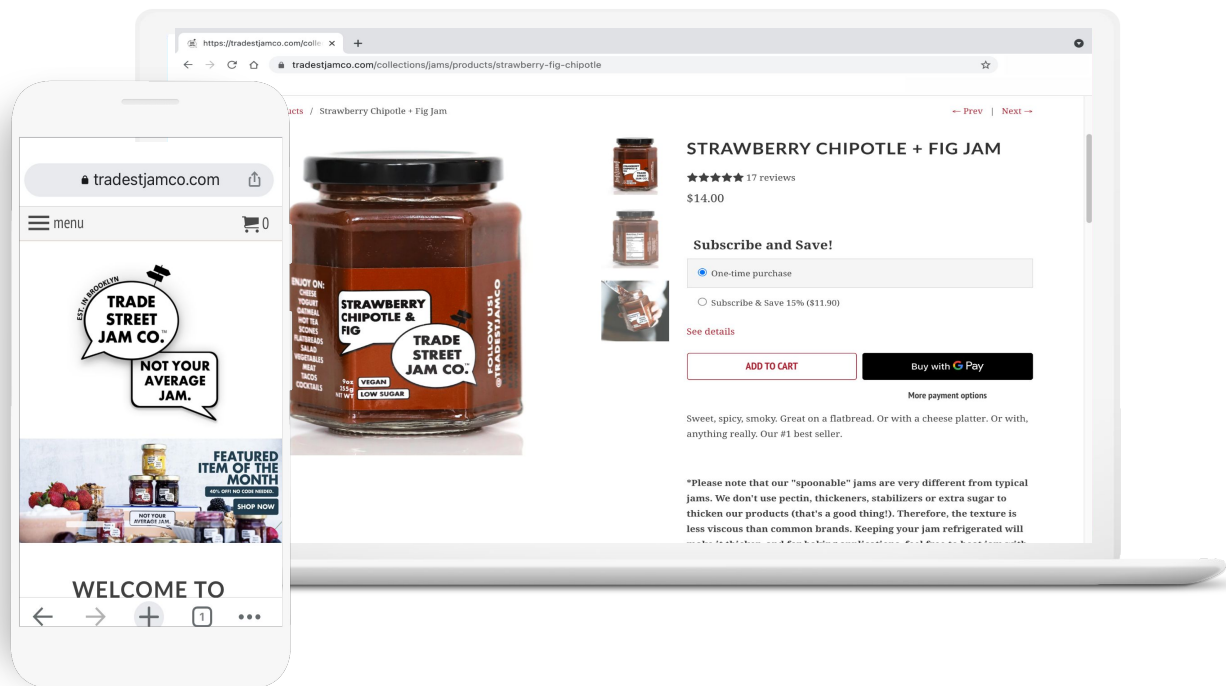 https://tradestjamco.com/colle
tradestjamco.com/collections/jams/products/strawberry-fig-chipotle
ucts / Strawberry Chipotle + Fig Jam
← Prev | Next →
ENJOY ON:
CHEESE
YOGURT
OATMEAL
HOT TEA
SCONES
FLATBREADS
SALAD
VEGETABLES
MEAT
TACOS
COCKTAILS
STRAWBERRY
CHIPOTLE &
FIG
TRADE
STREET
JAM CO.
9oz
255g
NET WT
VEGAN
LOW SUGAR
FOLLOW US!
@TRADESTJAMCO
STRAWBERRY CHIPOTLE + FIG JAM
★★★★★ 17 reviews
$14.00
Subscribe and Save!
One-time purchase
Subscribe & Save 15% ($11.90)
See details
ADD TO CART
Buy with G Pay
More payment options
Sweet, spicy, smoky. Great on a flatbread. Or with a cheese platter. Or with,
anything really. Our #1 best seller.
*Please note that our "spoonable" jams are very different from typical
jams. We don't use pectin, thickeners, stabilizers or extra sugar to
thicken our products (that's a good thing!). Therefore, the texture is
less viscous than common brands. Keeping your jam refrigerated will
tradestjamco.com
menu
0
EST. IN BROOKLYN
TRADE
STREET
JAM CO.™
NOT YOUR
AVERAGE
JAM.
FEATURED
ITEM OF THE
MONTH
40% OFF! NO CODE NEEDED.
SHOP NOW
NOT YOUR
AVERAGE JAM.
WELCOME TO
1